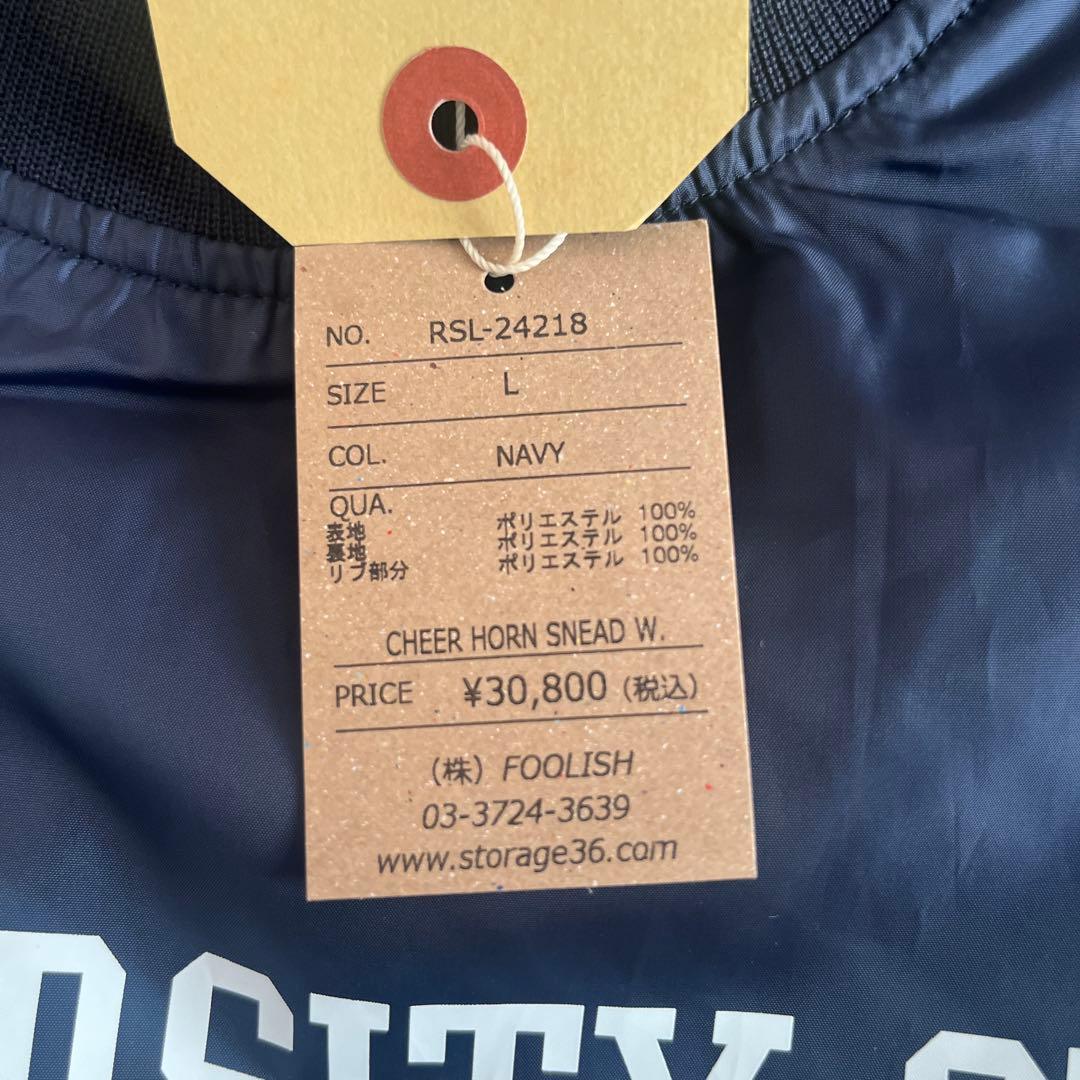 NO. RSL-24218
SIZE L
COL. NAVY
QUA.
表地 ポリエステル 100%
裏地 ポリエステル 100%
リブ部分 ポリエステル 100%
CHEER HORN SNEAD W.
PRICE ¥30,800 (税込)
(株) FOOLISH
03-3724-3639
www.storage36.com